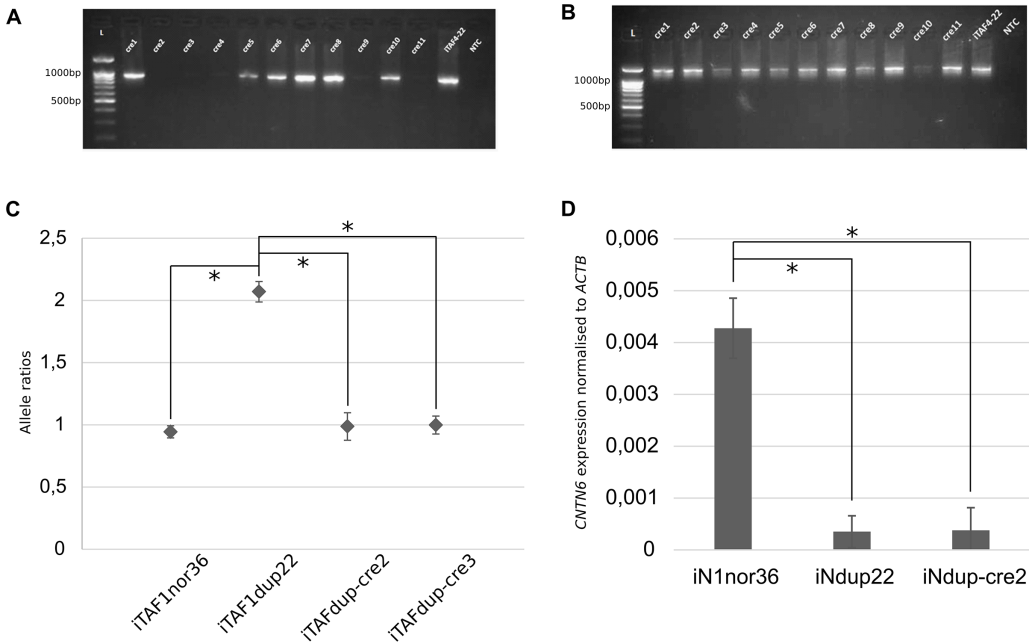 A
L
cre1
cre2
cre3
cre4
cre5
cre6
cre7
cre8
cre9
cre10
cre11
iTAF4-22
NTC
1000bp
500bp
B
L
cre1
cre2
cre3
cre4
cre5
cre6
cre7
cre8
cre9
cre10
cre11
iTAF4-22
NTC
1000bp
500bp
C
Allele ratios
2,5
2
1,5
1
0,5
0
*
*
*
iTAF1nor36
iTAF1dup22
iTAFdup-cre2
iTAFdup-cre3
D
CNTN6 expression normalised to ACTB
0,006
0,005
0,004
0,003
0,002
0,001
0
*
*
iN1nor36
iNdup22
iNdup-cre2